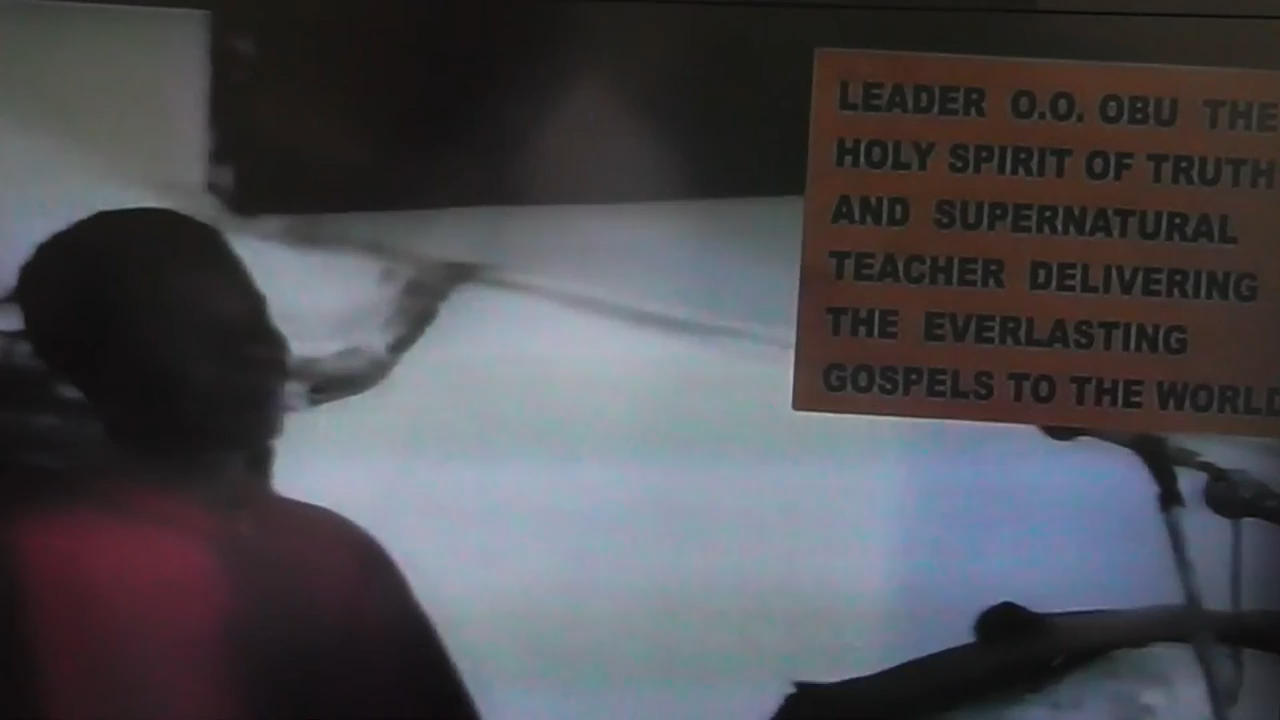 LEADER O.O. OBU THE
HOLY SPIRIT OF TRUTH
AND SUPERNATURAL
TEACHER DELIVERING
THE EVERLASTING
GOSPELS TO THE WORLD